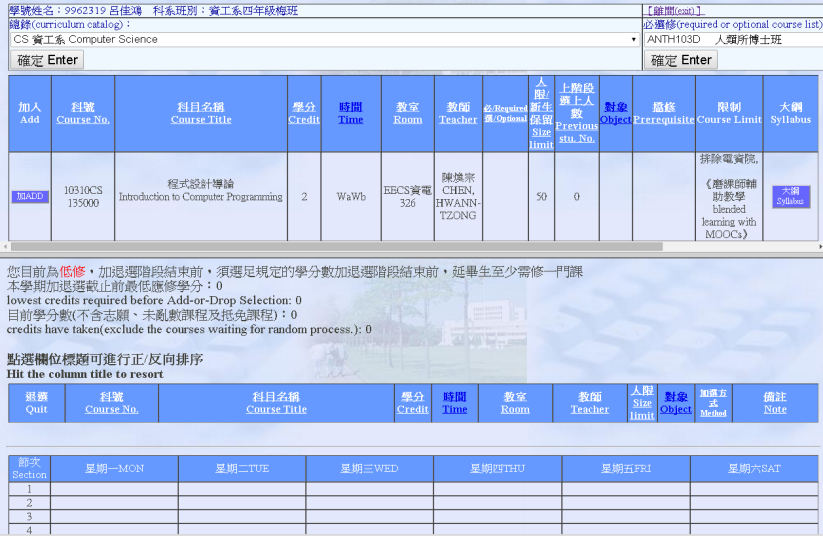 學號姓名：9962319 呂佳鴻 科系班別：資工系四年級梅班
【離開(exit)】
總錄(curriculum catalog)：
必選修(required or optional course list)
CS 資工系 Computer Science
ANTH103D 人類所博士班
確定 Enter
確定 Enter
加入
Add
科號
Course No.
科目名稱
Course Title
學分
Credit
時間
Time
教室
Room
教師
Teacher
必/Required
選/Optional
人限/新生保留
Size limit
上階段選上人數
Previous stu. No.
對象
Object
擋修
Prerequisite
限制
Course Limit
大綱
Syllabus
加ADD
10310CS
135000
程式設計導論
Introduction to Computer Programming
2
WaWb
EECS資電
326
陳煥宗
CHEN,
HWANN-
TZONG
50
0
排除電資院,
《磨課師輔
助教學
blended
learning with
MOOCs》
大綱
Syllabus
您目前為低修，加退選階段結束前，須選足規定的學分數加退選階段結束前，延畢生至少需修一門課
本學期加退選截止前最低應修學分：0
lowest credits required before Add-or-Drop Selection: 0
目前學分數(不含志願、未亂數課程及抵免課程)：0
credits have taken(exclude the courses waiting for random process.): 0
點選欄位標題可進行正/反向排序
Hit the column title to resort
退選
Quit
科號
Course No.
科目名稱
Course Title
學分
Credit
時間
Time
教室
Room
教師
Teacher
人限
Size
limit
對象
Object
加選方
式
Method
備註
Note
節次
Section
星期一MON
星期二TUE
星期三WED
星期四THU
星期五FRI
星期六SAT
1
2
3
4